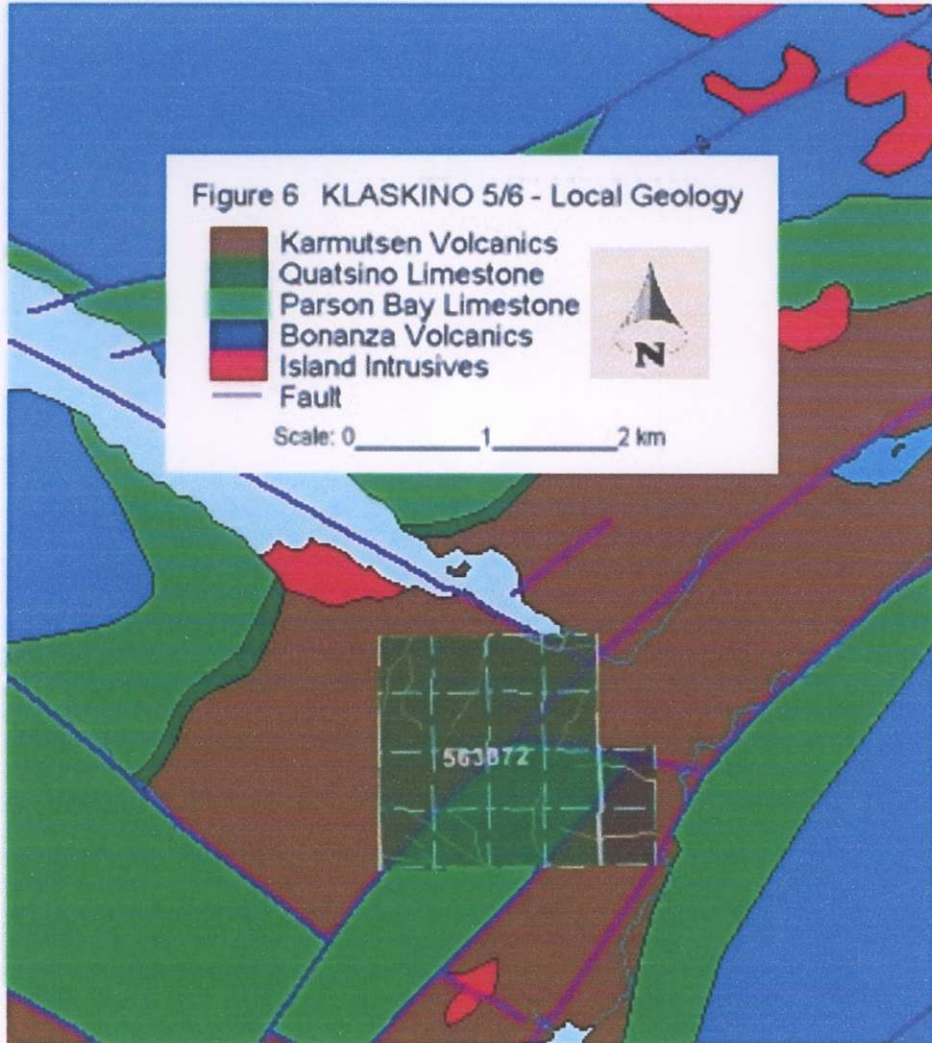 Figure 6 KLASKINO 5/6 - Local Geology
Karmutsen Volcanics
Quatsino Limestone
Parson Bay Limestone
Bonanza Volcanics
Island Intrusives
Fault
N
Scale: 0 1 2 km
563872